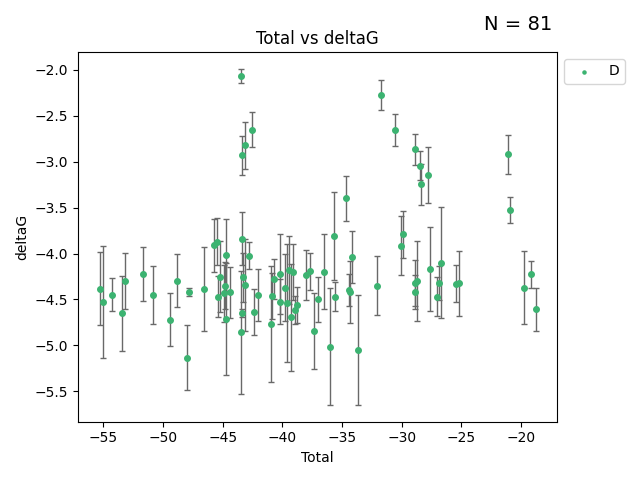 N = 81
Total vs deltaG
D
deltaG
−2.0
−2.5
−3.0
−3.5
−4.0
−4.5
−5.0
−5.5
−55 −50 −45 −40 −35 −30 −25 −20
Total